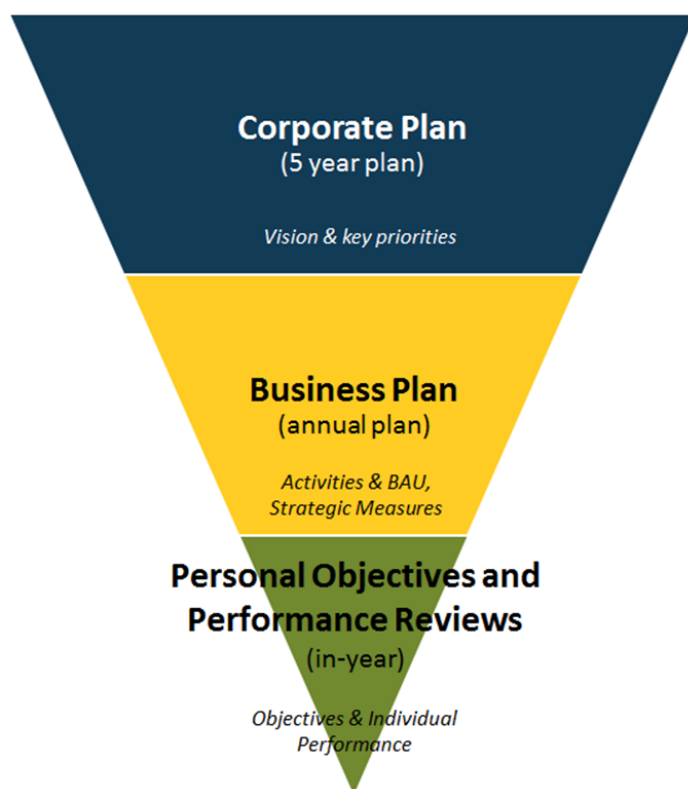 Corporate Plan
(5 year plan)
Vision & key priorities
Business Plan
(annual plan)
Activities & BAU,
Strategic Measures
Personal Objectives and
Performance Reviews
(in-year)
Objectives & Individual
Performance